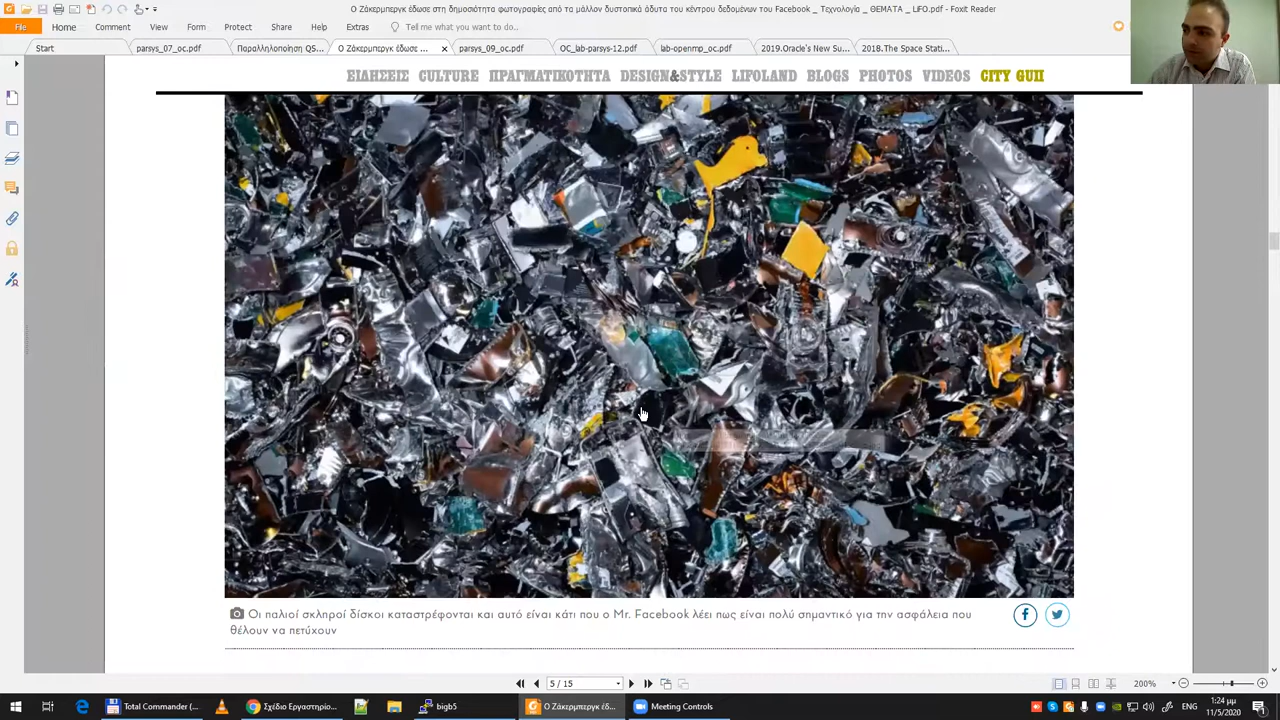 Ο Ζάκερμπεργκ έδωσε στη δημοσιότητα φωτογραφίες από τα μάλλον δυστοπικά άδυτα του κέντρου δεδομένων του Facebook _ Τεχνολογία _ ΘΕΜΑΤΑ _ LiFO.pdf - Foxit Reader
File Home Comment View Form Protect Share Help Extras Tell me what you want to do...
Start parsys_07_oc.pdf Παραλληλοποίηση QS... Ο Ζάκερμπεργκ έδωσε ... parsys_09_oc.pdf OC_lab-parsys-12.pdf lab-openmp_oc.pdf 2019.Oracle's New Su... 2018.The Space Stati...
ΕΙΔΗΣΕΙΣ CULTURE ΠΡΑΓΜΑΤΙΚΟΤΗΤΑ DESIGN&STYLE LIFOLAND BLOGS PHOTOS VIDEOS CITY GUII
Οι παλιοί σκληροί δίσκοι καταστρέφονται και αυτό είναι κάτι που ο Mr. Facebook λέει πως είναι πολύ σημαντικό για την ασφάλεια που
θέλουν να πετύχουν
5 / 15
200%
Total Commander (... Σχέδιο Εργαστηρίο... big5 Ο Ζάκερμπεργκ έδ... Meeting Controls
ENG
1:24 μμ
11/5/2020